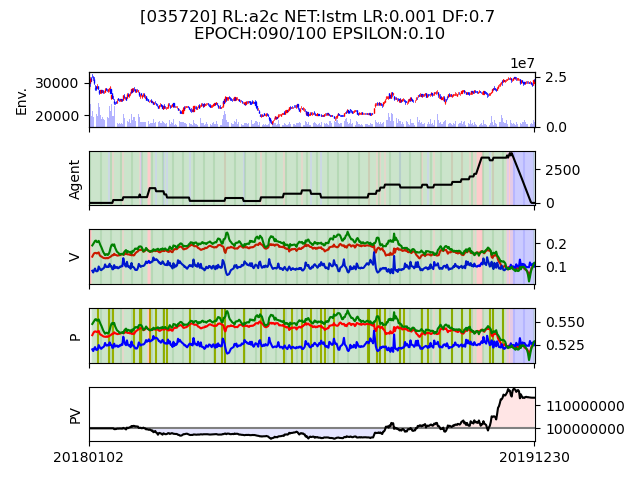 [035720] RL:a2c NET:lstm LR:0.001 DF:0.7
EPOCH:090/100 EPSILON:0.10
1e7
Env.
30000
20000
2.5
0.0
Agent
2500
0
V
0.2
0.1
P
0.550
0.525
PV
110000000
100000000
20180102
20191230